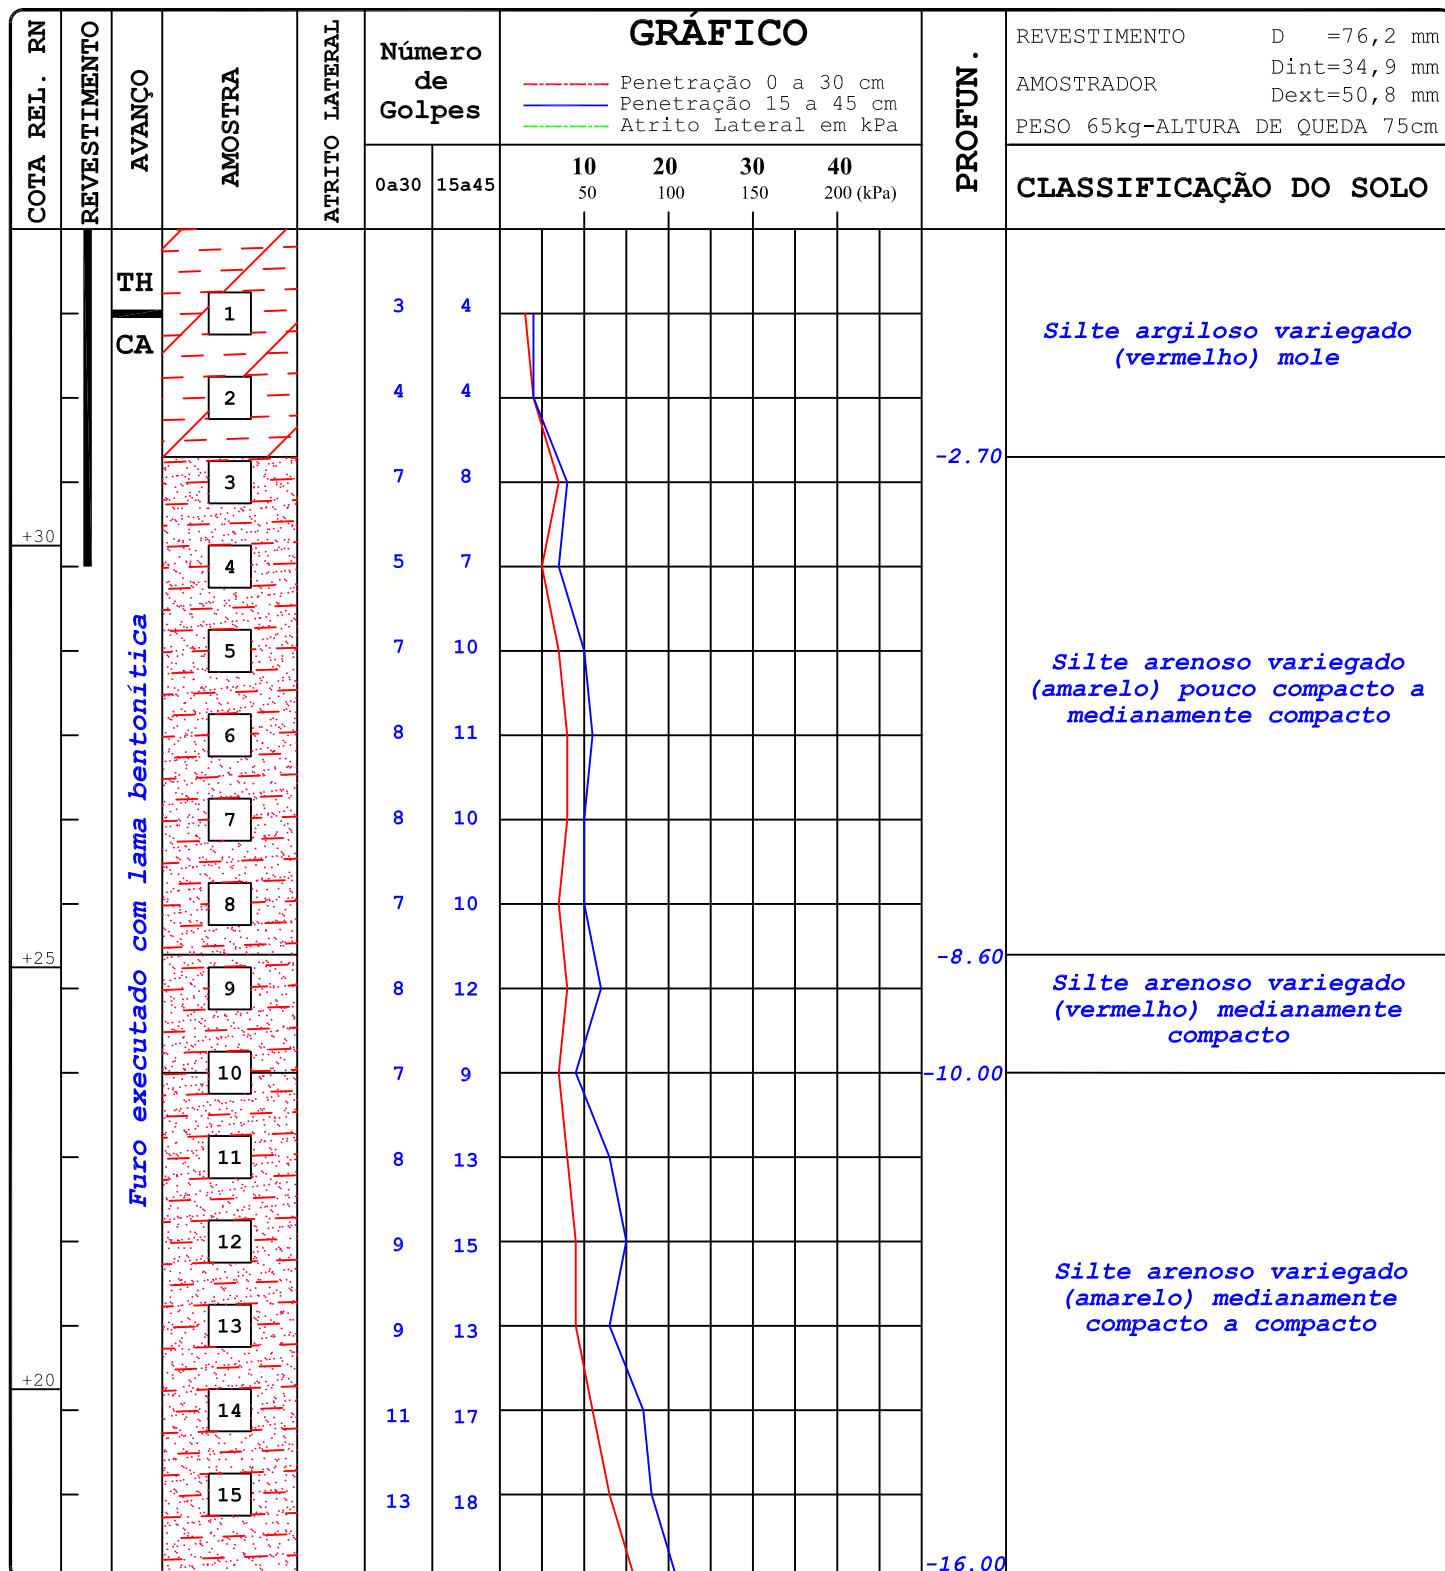 COTA REL. RN
REVESTIMENTO
AVANÇO
AMOSTRA
ATRITO LATERAL
Número
de
Golpes
0a30 15a45
GRÁFICO
Penetração 0 a 30 cm
Penetração 15 a 45 cm
Atrito Lateral em kPa
10 20 30 40
50 100 150 200 (kPa)
PROFUN.
REVESTIMENTO D =76,2 mm
AMOSTRADOR Dint=34,9 mm
Dext=50,8 mm
PESO 65kg-ALTURA DE QUEDA 75cm
CLASSIFICAÇÃO DO SOLO
TH
CA
1 3 4
Silte argiloso variegado
(vermelho) mole
2 4 4
-2.70
3 7 8
+30
4 5 7
Furo executado com lama bentonítica
5 7 10
Silte arenoso variegado
(amarelo) pouco compacto a
medianamente compacto
6 8 11
7 8 10
8 7 10
-8.60
+25
9 8 12
Silte arenoso variegado
(vermelho) medianamente
compacto
10 7 9
-10.00
11 8 13
12 9 15
Silte arenoso variegado
(amarelo) medianamente
compacto a compacto
13 9 13
+20
14 11 17
15 13 18
-16.00